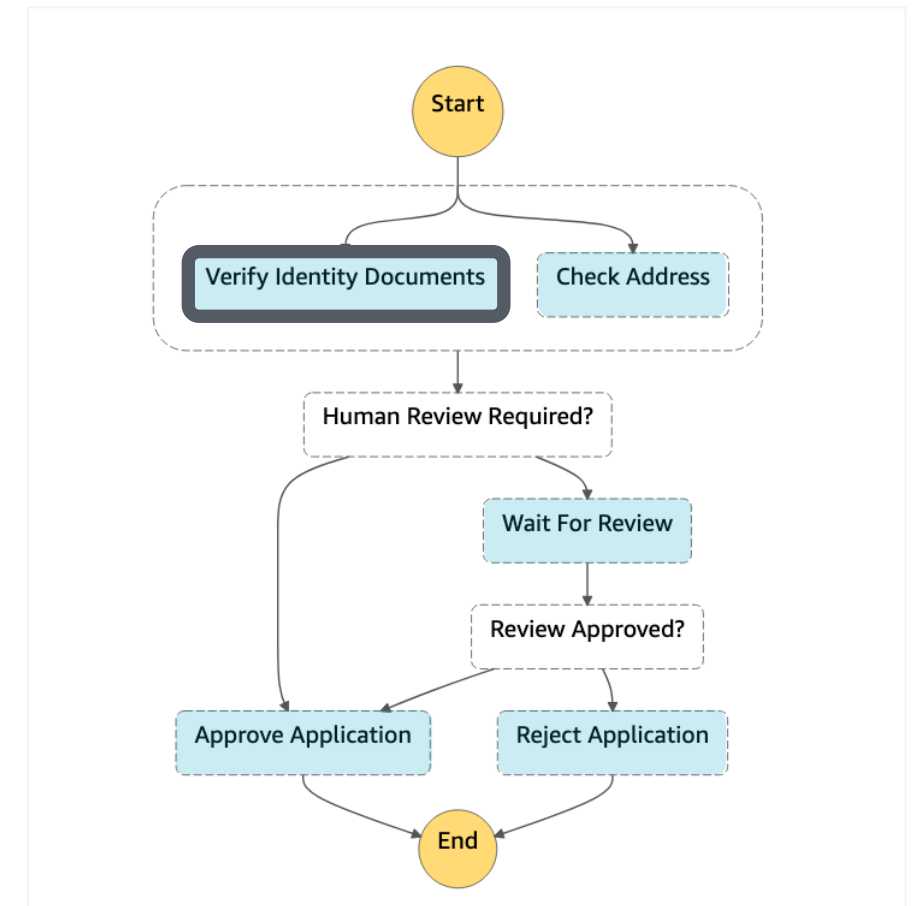 Start
Verify Identity Documents
Check Address
Human Review Required?
Wait For Review
Review Approved?
Approve Application
Reject Application
End